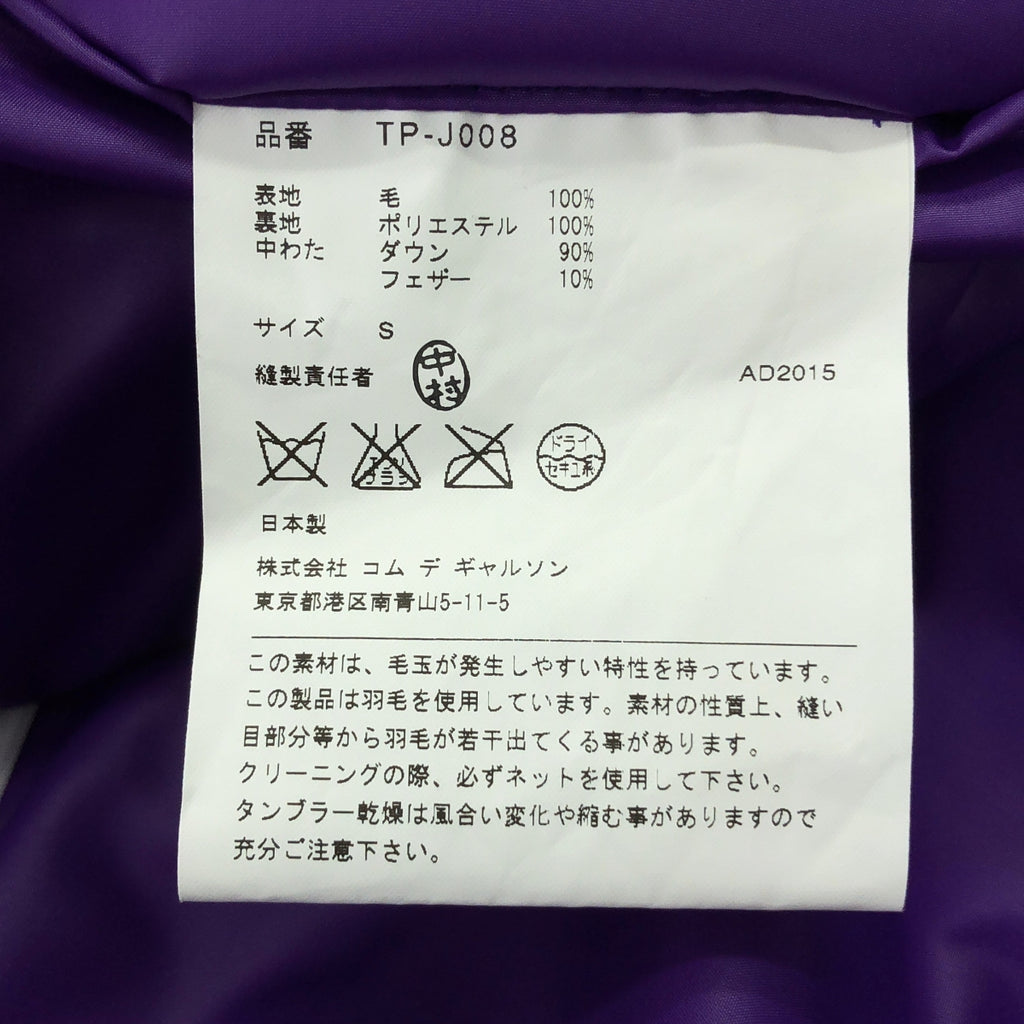 品番 TP-J008
表地 毛 100%
裏地 ポリエステル 100%
中わた ダウン 90%
フェザー 10%
サイズ S
縫製責任者 中村 AD2015
エンソ サラシ
ドライ
セキユ系
日本製
株式会社 コム デ ギャルソン
東京都港区南青山5-11-5
この素材は、毛玉が発生しやすい特性を持っています。
この製品は羽毛を使用しています。素材の性質上、縫い
目部分等から羽毛が若干出てくる事があります。
クリーニングの際、必ずネットを使用して下さい。
タンブラー乾燥は風合い変化や縮む事がありますので
充分ご注意下さい。